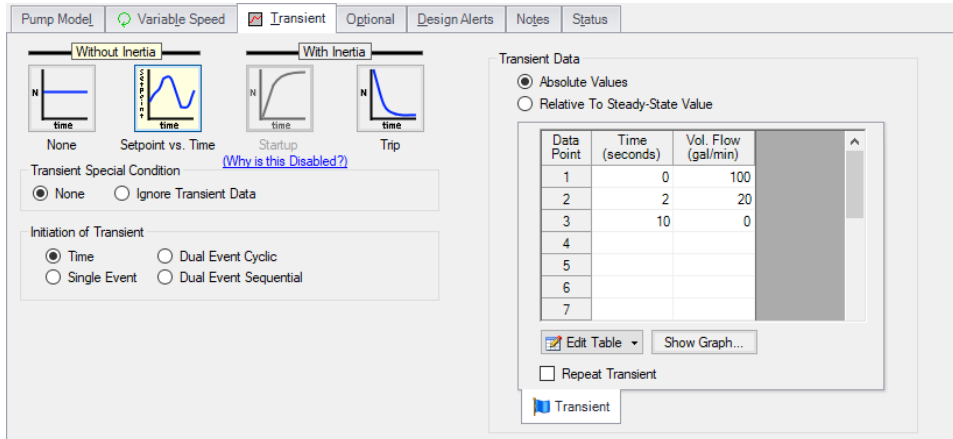 Pump Model Variable Speed Transient Optional Design Alerts Notes Status
Without Inertia With Inertia
N time Setpoint time N time N time
None Setpoint vs. Time Startup Trip
(Why is this Disabled?)
Transient Special Condition
None Ignore Transient Data
Initiation of Transient
Time Dual Event Cyclic
Single Event Dual Event Sequential
Transient Data
Absolute Values
Relative To Steady-State Value
Data Point Time (seconds) Vol. Flow (gal/min)
1 0 100
2 2 20
3 10 0
4
5
6
7
Edit Table Show Graph...
Repeat Transient
Transient